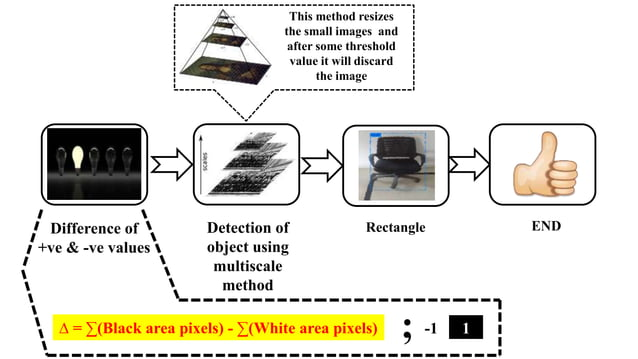 This method resizes
the small images and
after some threshold
value it will discard
the image
scales
Difference of
+ve & -ve values
Detection of
object using
multiscale
method
Rectangle
END
Δ = ∑(Black area pixels) - ∑(White area pixels) ; -1 1